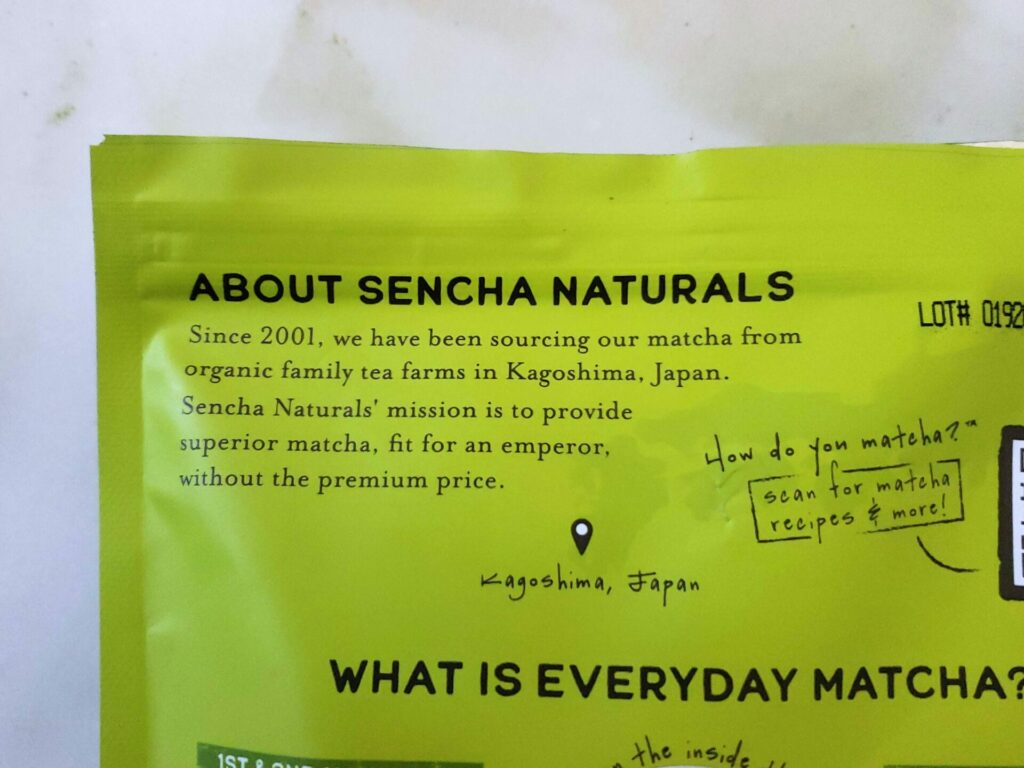 ABOUT SENCHA NATURALS
Since 2001, we have been sourcing our matcha from
organic family tea farms in Kagoshima, Japan.
Sencha Naturals' mission is to provide
superior matcha, fit for an emperor,
without the premium price.
LOT# 0192
How do you matcha?™
scan for matcha
recipes & more!
Kagoshima, Japan
WHAT IS EVERYDAY MATCHA?
the inside
1ST &